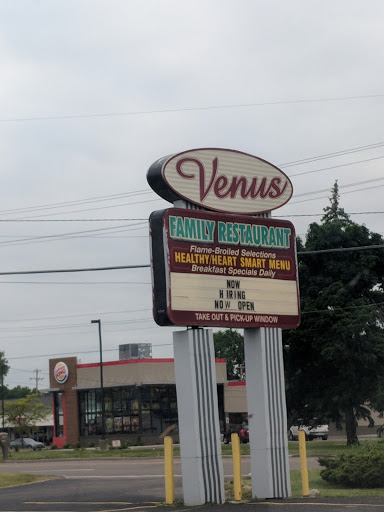 Venus
FAMILY RESTAURANT
Flame-Broiled Selections
HEALTHY/HEART SMART MENU
Breakfast Specials Daily
NOW
HIRING
NOW OPEN
TAKE OUT & PICK-UP WINDOW